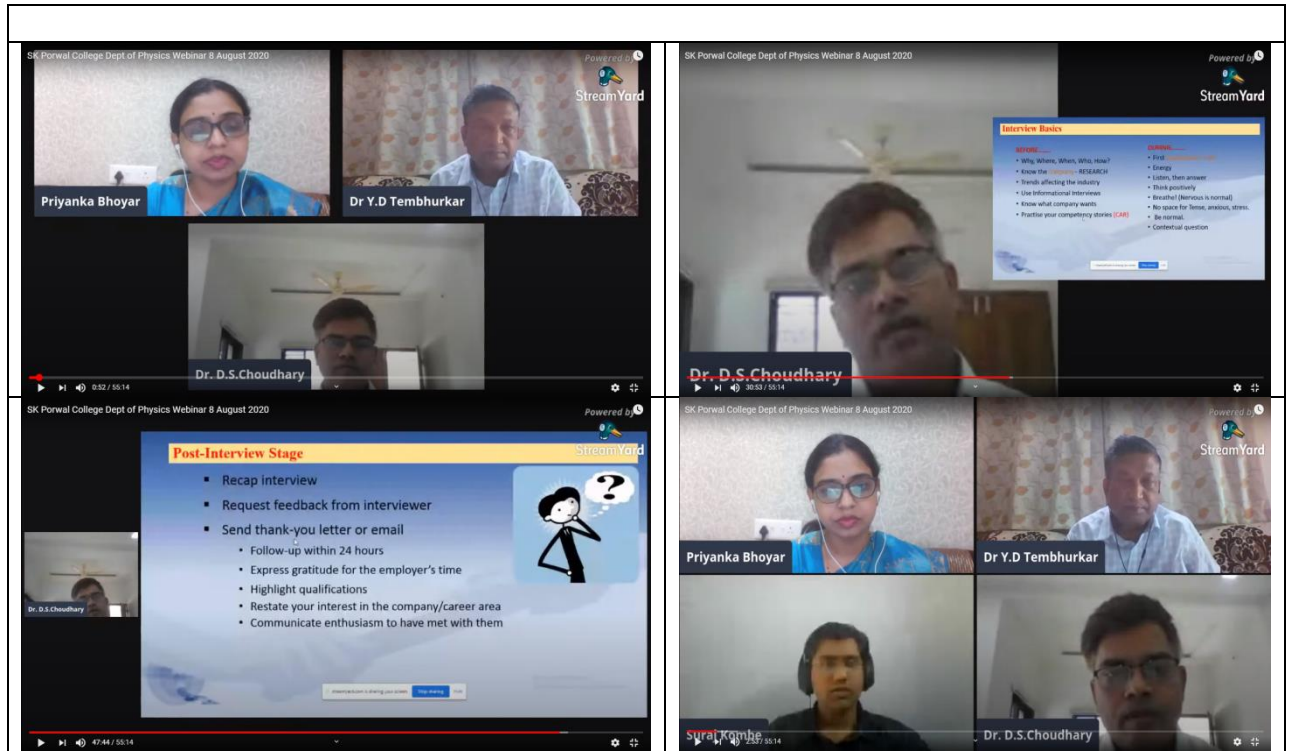 SK Porwal College Dept of Physics Webinar 8 August 2020
Powered by
StreamYard
Priyanka Bhoyar
Dr Y.D Tembhurkar
Dr. D.S.Choudhary
0:52 / 55:14
SK Porwal College Dept of Physics Webinar 8 August 2020
Powered by
StreamYard
Interview Basics
• Why, Where, When, Who, How?
• Know the - RESEARCH
• Trends affecting the industry
• Use Informational Interviews
• Know what company wants
• Practise your competency stories (CAR)
• First
• Energy
• Listen, then answer
• Think positively
• Breathe! (Nervous is normal)
• No space for Tense, anxious, stress.
• Be normal.
• Contextual question
Dr. D.S.Choudhary
30:53 / 55:14
SK Porwal College Dept of Physics Webinar 8 August 2020
Powered by
StreamYard
Post-Interview Stage
▪ Recap interview
▪ Request feedback from interviewer
▪ Send thank-you letter or email
• Follow-up within 24 hours
• Express gratitude for the employer's time
• Highlight qualifications
• Restate your interest in the company/career area
• Communicate enthusiasm to have met with them
?
Dr. D.S.Choudhary
Stop sharing
47:44 / 55:14
SK Porwal College Dept of Physics Webinar 8 August 2020
Powered by
StreamYard
Priyanka Bhoyar
Dr Y.D Tembhurkar
Suraj Kombe
Dr. D.S.Choudhary
2:53 / 55:14